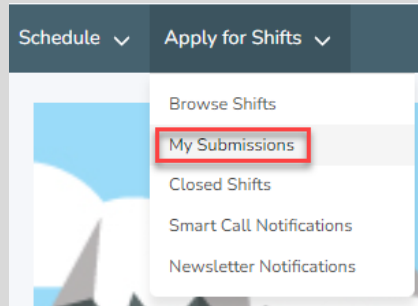 Schedule Apply for Shifts
Browse Shifts
My Submissions
Closed Shifts
Smart Call Notifications
Newsletter Notifications